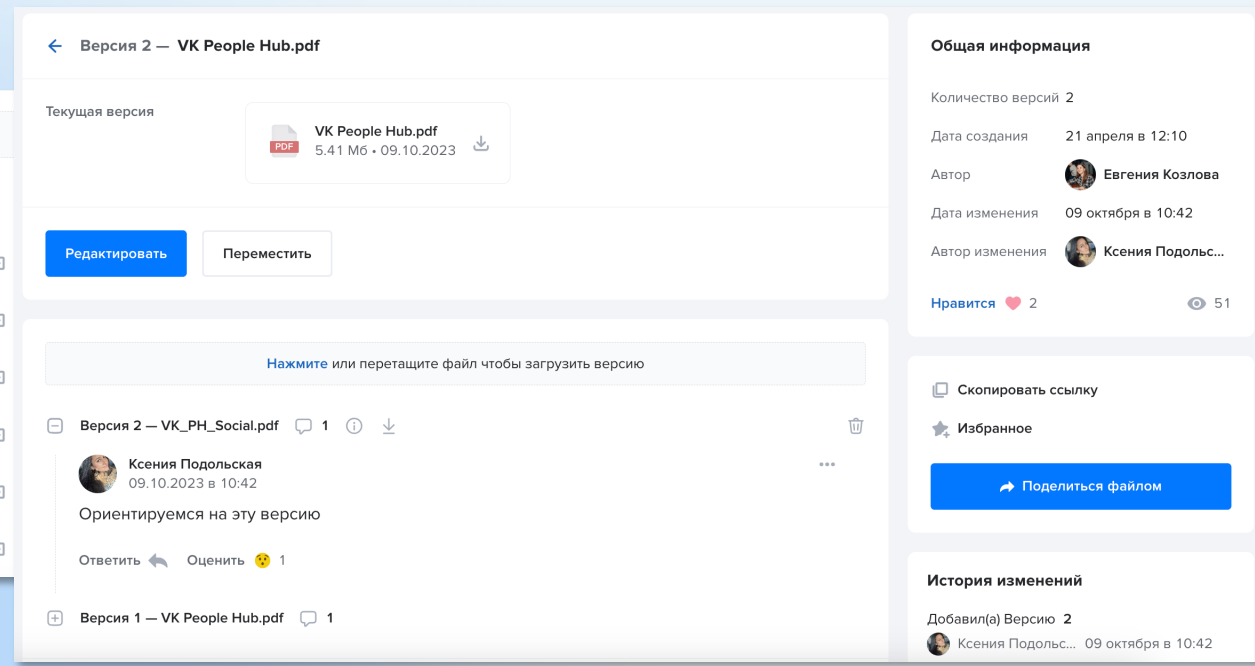 Версия 2 — VK People Hub.pdf
Текущая версия
PDF
VK People Hub.pdf
5.41 Мб • 09.10.2023
Редактировать
Переместить
Нажмите или перетащите файл чтобы загрузить версию
Версия 2 — VK_PH_Social.pdf 1
Ксения Подольская
09.10.2023 в 10:42
Ориентируемся на эту версию
Ответить Оценить 1
Версия 1 — VK People Hub.pdf 1
Общая информация
Количество версий 2
Дата создания 21 апреля в 12:10
Автор Евгения Козлова
Дата изменения 09 октября в 10:42
Автор изменения Ксения Подольс...
Нравится 2 51
Скопировать ссылку
Избранное
Поделиться файлом
История изменений
Добавил(а) Версию 2
Ксения Подольс... 09 октября в 10:42